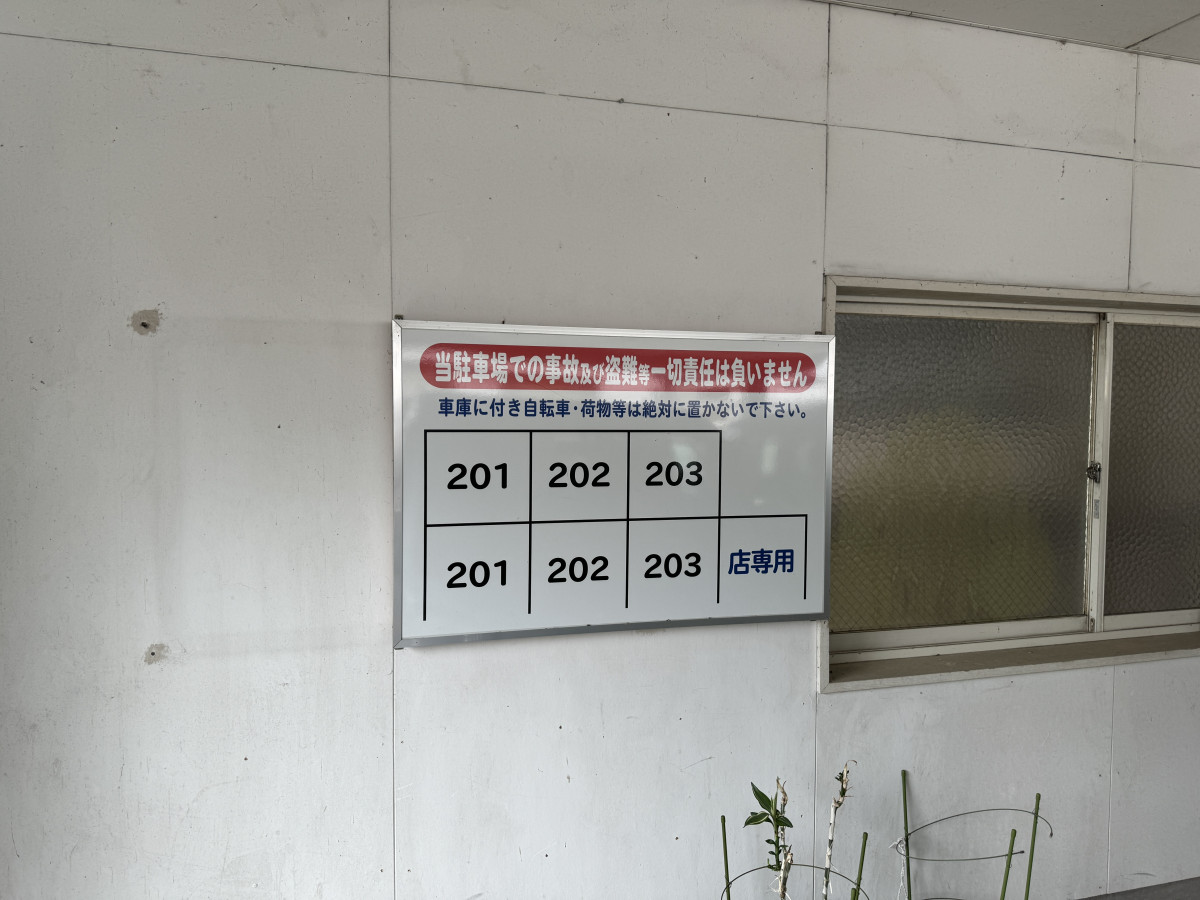 当駐車場での事故及び盗難等一切責任は負いません
車庫に付き自転車・荷物等は絶対に置かないで下さい。
201 202 203
201 202 203 店専用